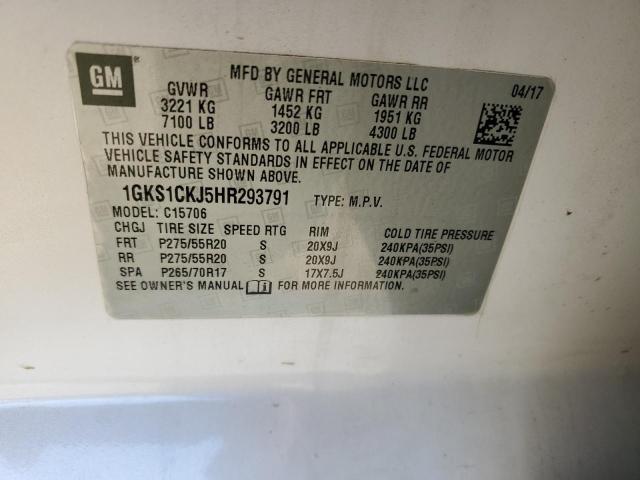 GM
MFD BY GENERAL MOTORS LLC
04/17
GVWR GAWR FRT GAWR RR
3221 KG 1452 KG 1951 KG
7100 LB 3200 LB 4300 LB
THIS VEHICLE CONFORMS TO ALL APPLICABLE U.S. FEDERAL MOTOR
VEHICLE SAFETY STANDARDS IN EFFECT ON THE DATE OF
MANUFACTURE SHOWN ABOVE.
1GKS1CKJ5HR293791 TYPE: M.P.V.
MODEL: C15706
CHGJ TIRE SIZE SPEED RTG RIM COLD TIRE PRESSURE
FRT P275/55R20 S 20X9J 240KPA(35PSI)
RR P275/55R20 S 20X9J 240KPA(35PSI)
SPA P265/70R17 S 17X7.5J 240KPA(35PSI)
SEE OWNER'S MANUAL i FOR MORE INFORMATION.